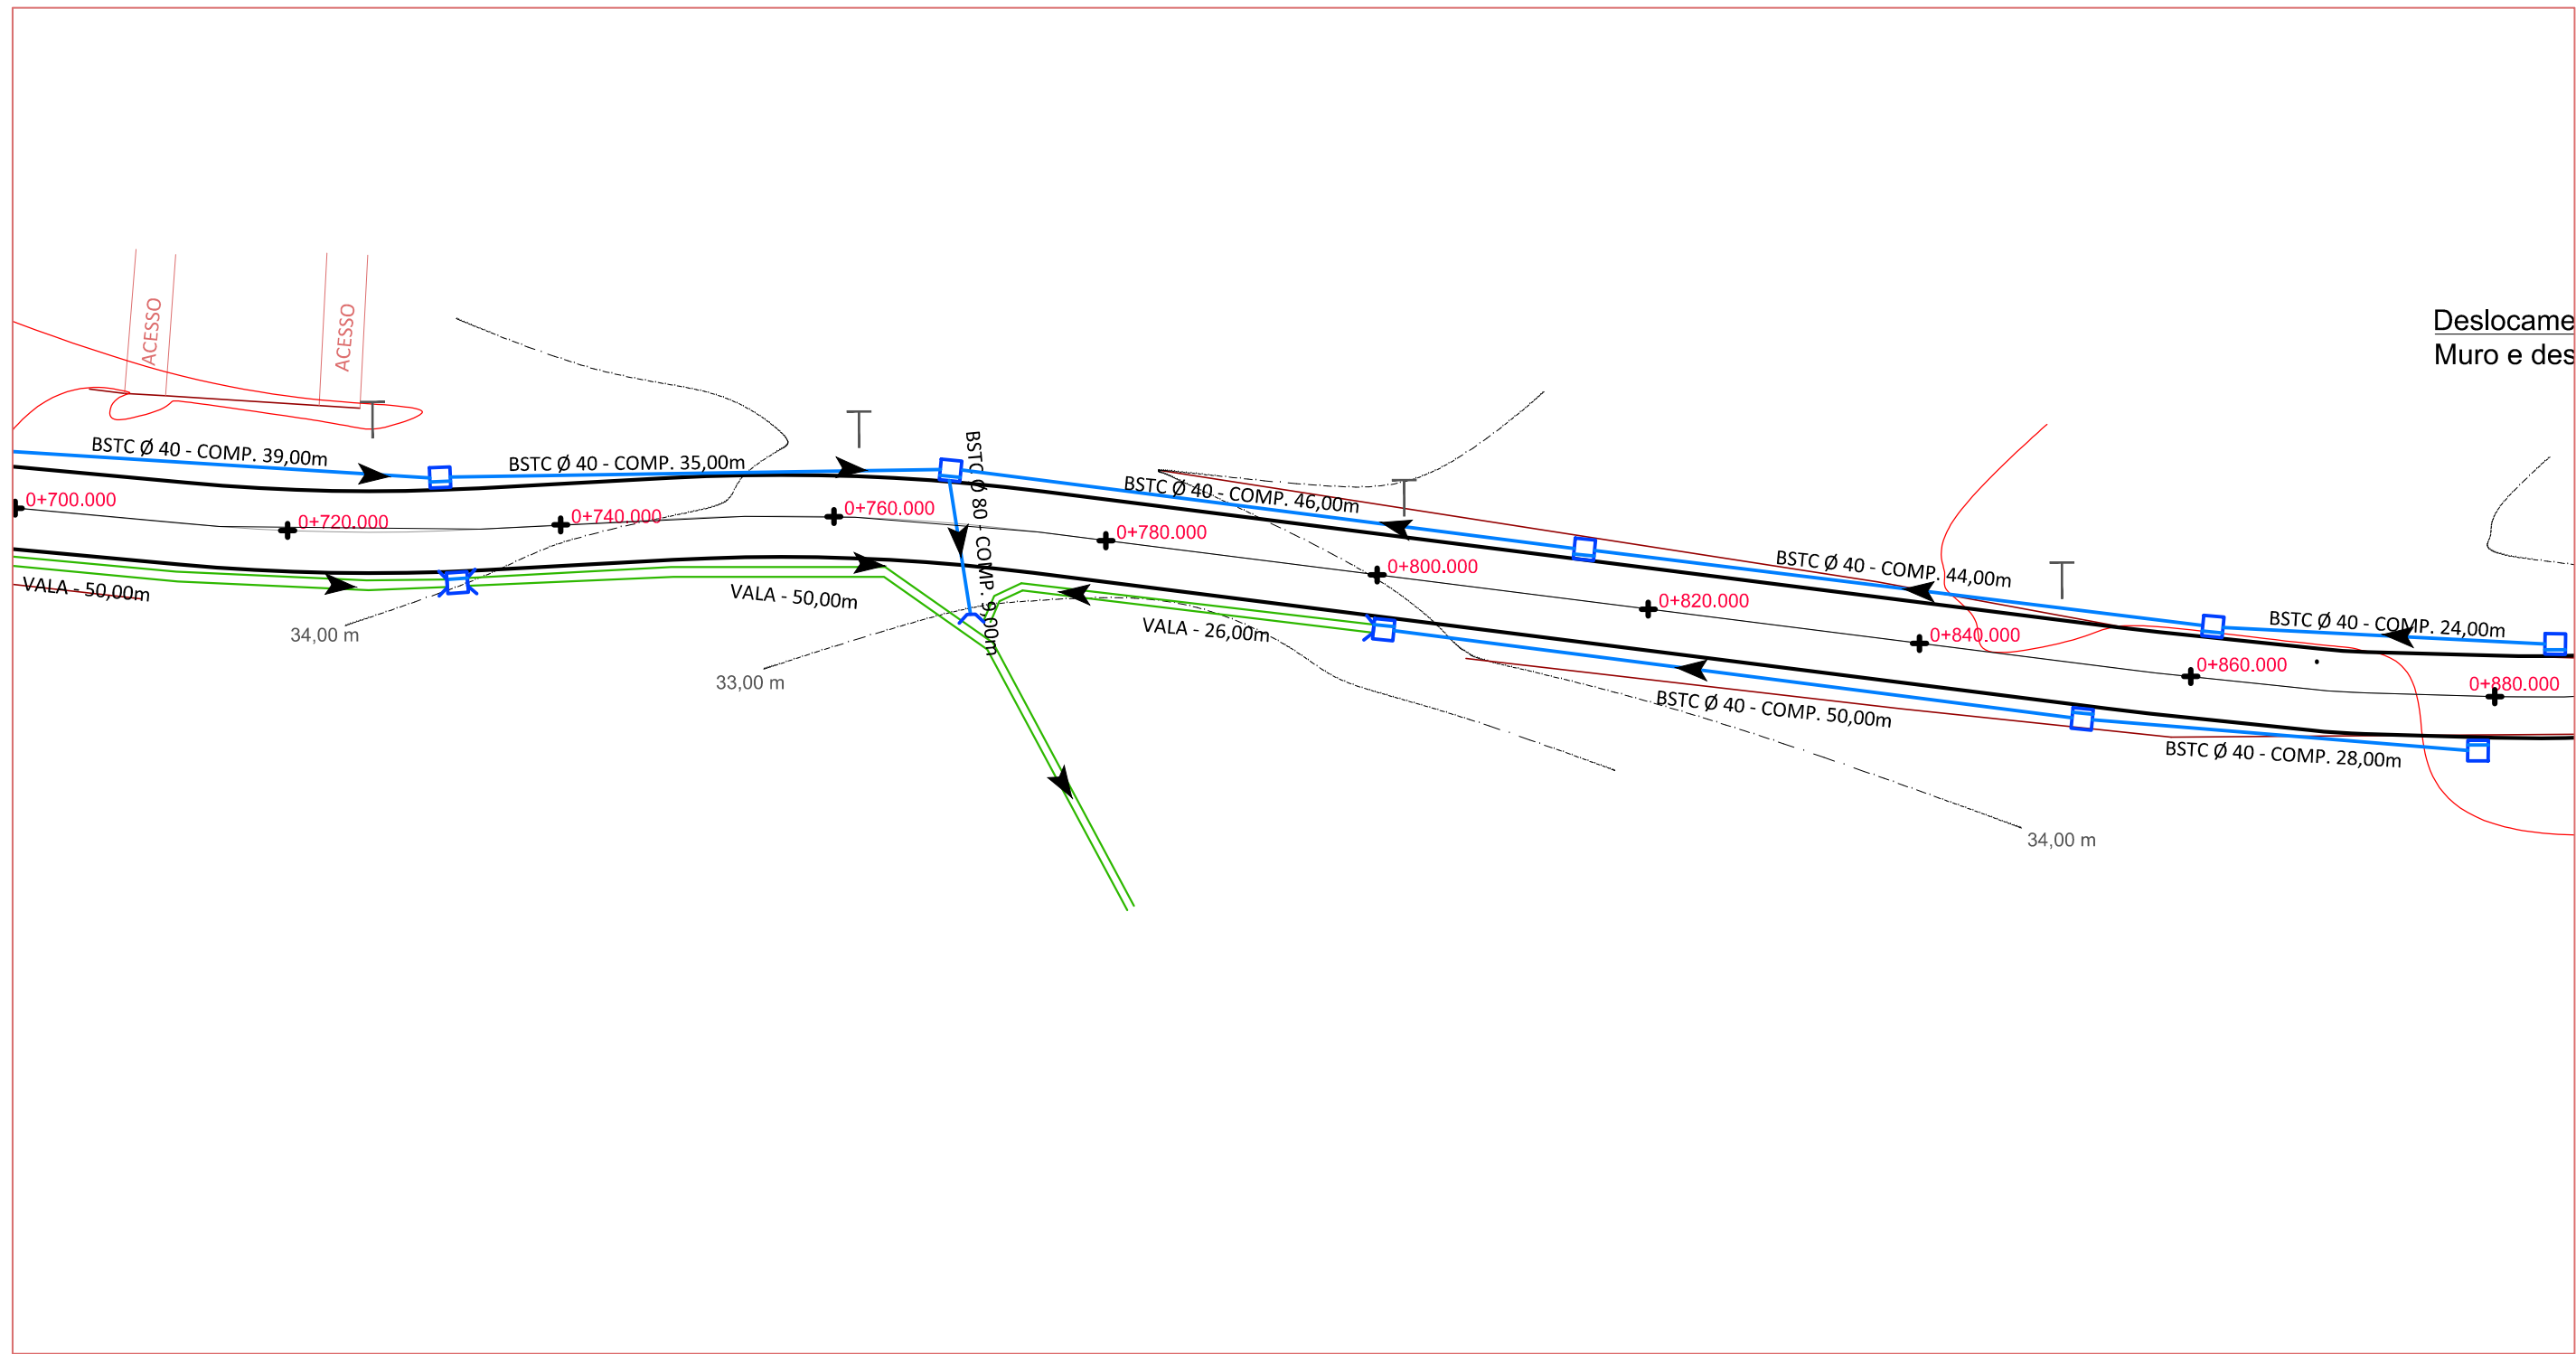 ACESSO
ACESSO
Deslocame
Muro e des
BSTC Ø 40 - COMP. 39,00m
BSTC Ø 40 - COMP. 35,00m
BSTC Ø 80 - COMP. 9,00m
BSTC Ø 40 - COMP. 46,00m
BSTC Ø 40 - COMP. 44,00m
BSTC Ø 40 - COMP. 24,00m
0+700.000
0+720.000
0+740.000
0+760.000
0+780.000
0+800.000
0+820.000
0+840.000
0+860.000
0+880.000
VALA - 50,00m
VALA - 50,00m
VALA - 26,00m
34,00 m
33,00 m
BSTC Ø 40 - COMP. 50,00m
BSTC Ø 40 - COMP. 28,00m
34,00 m